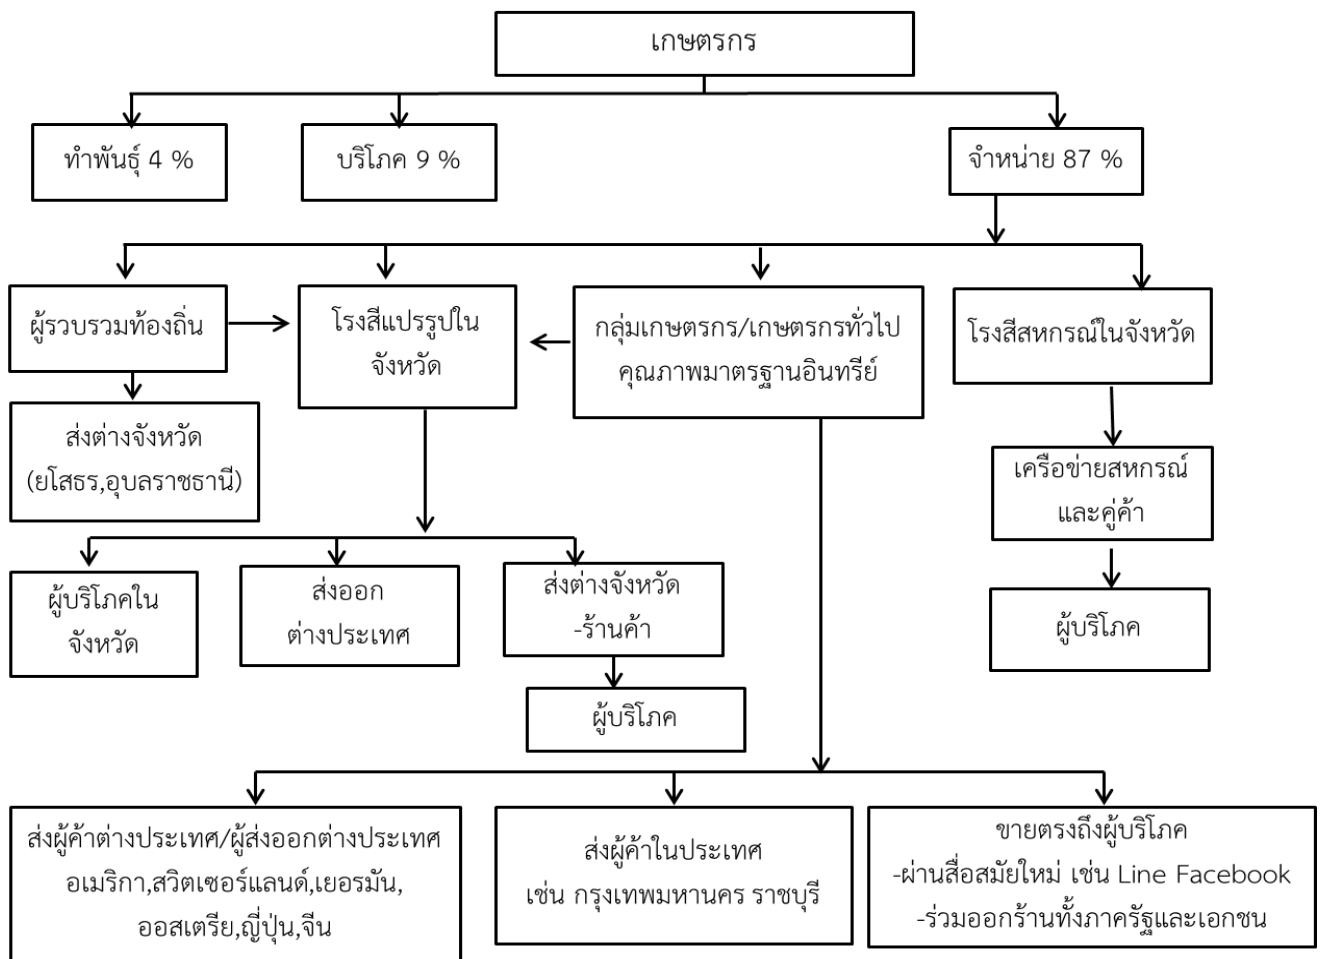 เกษตรกร
ทำพันธุ์ 4 %
บริโภค 9 %
จำหน่าย 87 %
ผู้รวบรวมท้องถิ่น
โรงสีแปรรูปใน
จังหวัด
กลุ่มเกษตรกร/เกษตรกรทั่วไป
คุณภาพมาตรฐานอินทรีย์
โรงสีสหกรณ์ในจังหวัด
ส่งต่างจังหวัด
(ยโสธร,อุบลราชธานี)
เครือข่ายสหกรณ์
และคู่ค้า
ผู้บริโภคใน
จังหวัด
ส่งออก
ต่างประเทศ
ส่งต่างจังหวัด
-ร้านค้า
ผู้บริโภค
ผู้บริโภค
ส่งผู้ค้าต่างประเทศ/ผู้ส่งออกต่างประเทศ
อเมริกา,สวิตเซอร์แลนด์,เยอรมัน,
ออสเตรีย,ญี่ปุ่น,จีน
ส่งผู้ค้าในประเทศ
เช่น กรุงเทพมหานคร ราชบุรี
ขายตรงถึงผู้บริโภค
-ผ่านสื่อสมัยใหม่ เช่น Line Facebook
-ร่วมออกร้านทั้งภาครัฐและเอกชน